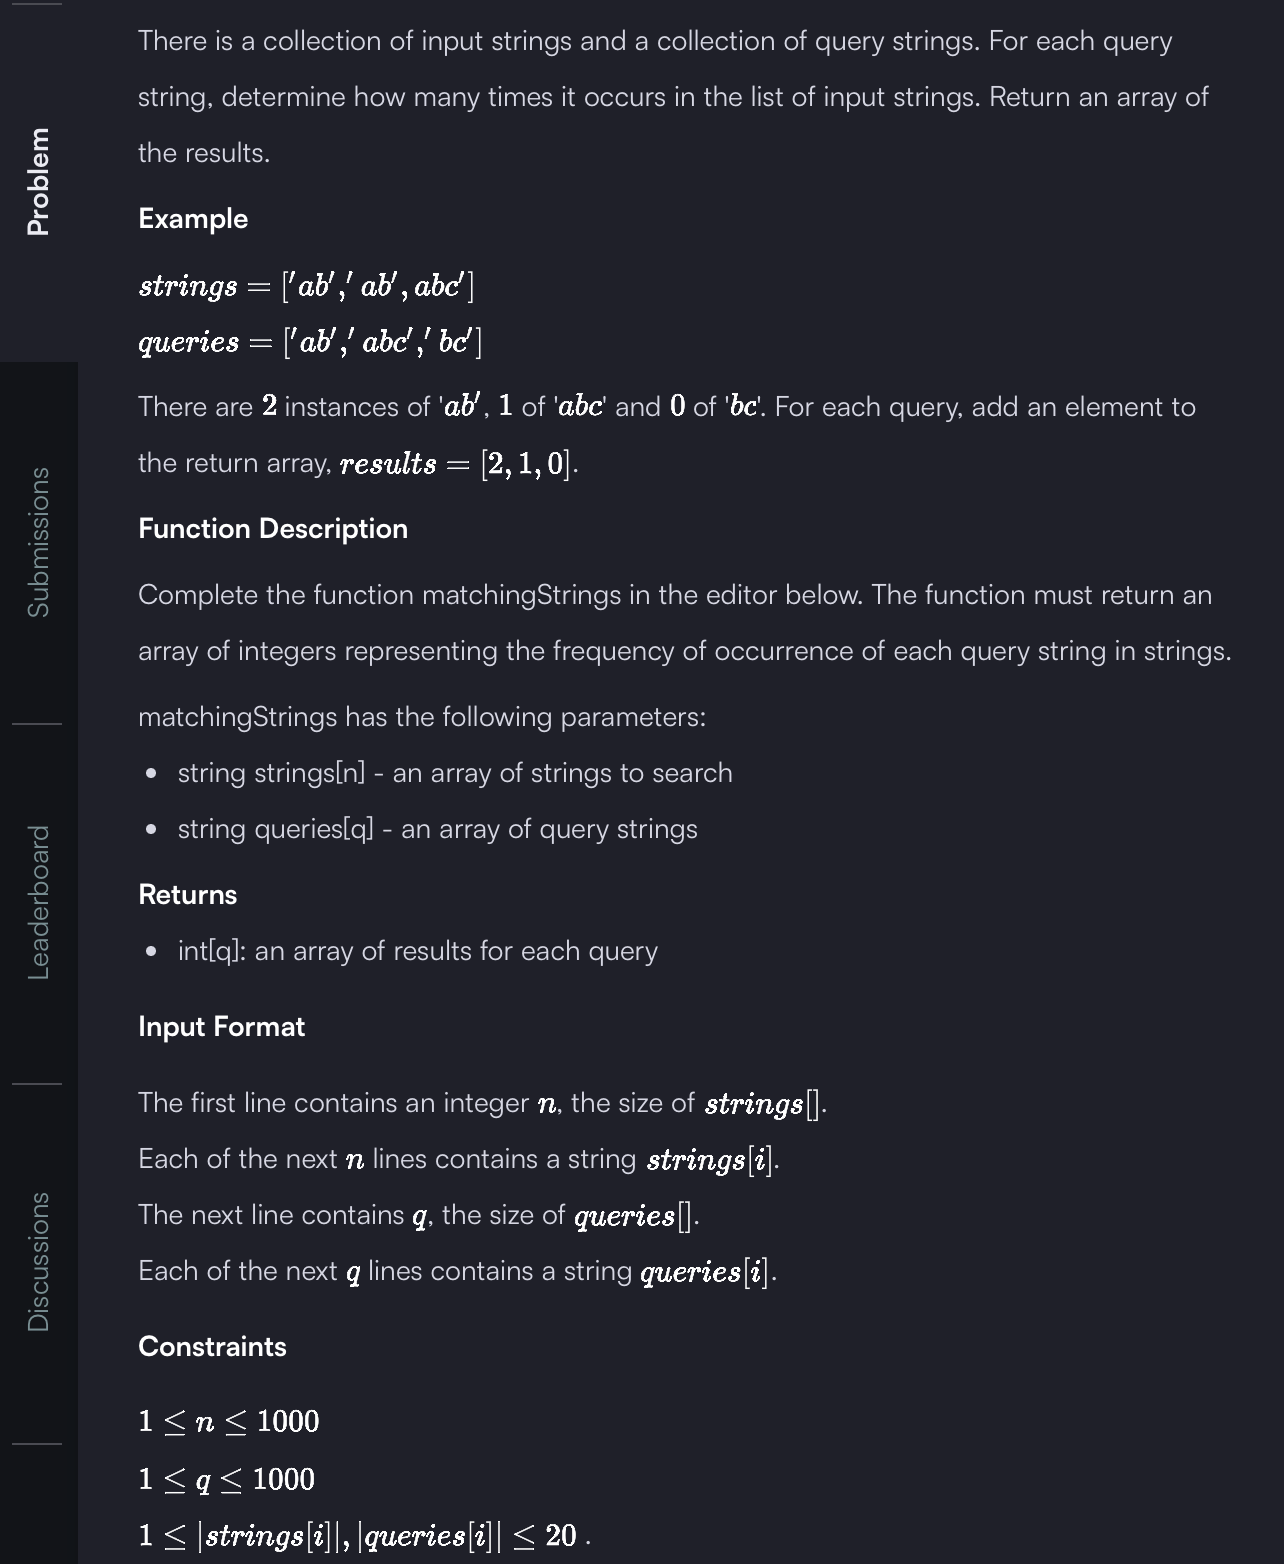 There is a collection of input strings and a collection of query strings. For each query
string, determine how many times it occurs in the list of input strings. Return an array of
the results.
Example
strings = ['ab',' ab', abc']
queries = ['ab',' abc',' bc']
There are 2 instances of 'ab', 1 of 'abc' and 0 of 'bc'. For each query, add an element to
the return array, results = [2, 1, 0].
Function Description
Complete the function matchingStrings in the editor below. The function must return an
array of integers representing the frequency of occurrence of each query string in strings.
matchingStrings has the following parameters:
• string strings[n] - an array of strings to search
• string queries[q] - an array of query strings
Returns
• int[q]: an array of results for each query
Input Format
The first line contains an integer n, the size of strings[].
Each of the next n lines contains a string strings[i].
The next line contains q, the size of queries[].
Each of the next q lines contains a string queries[i].
Constraints
1 ≤ n ≤ 1000
1 ≤ q ≤ 1000
1 ≤ |strings[i]|, |queries[i]| ≤ 20 .
Problem
Submissions
Leaderboard
Discussions